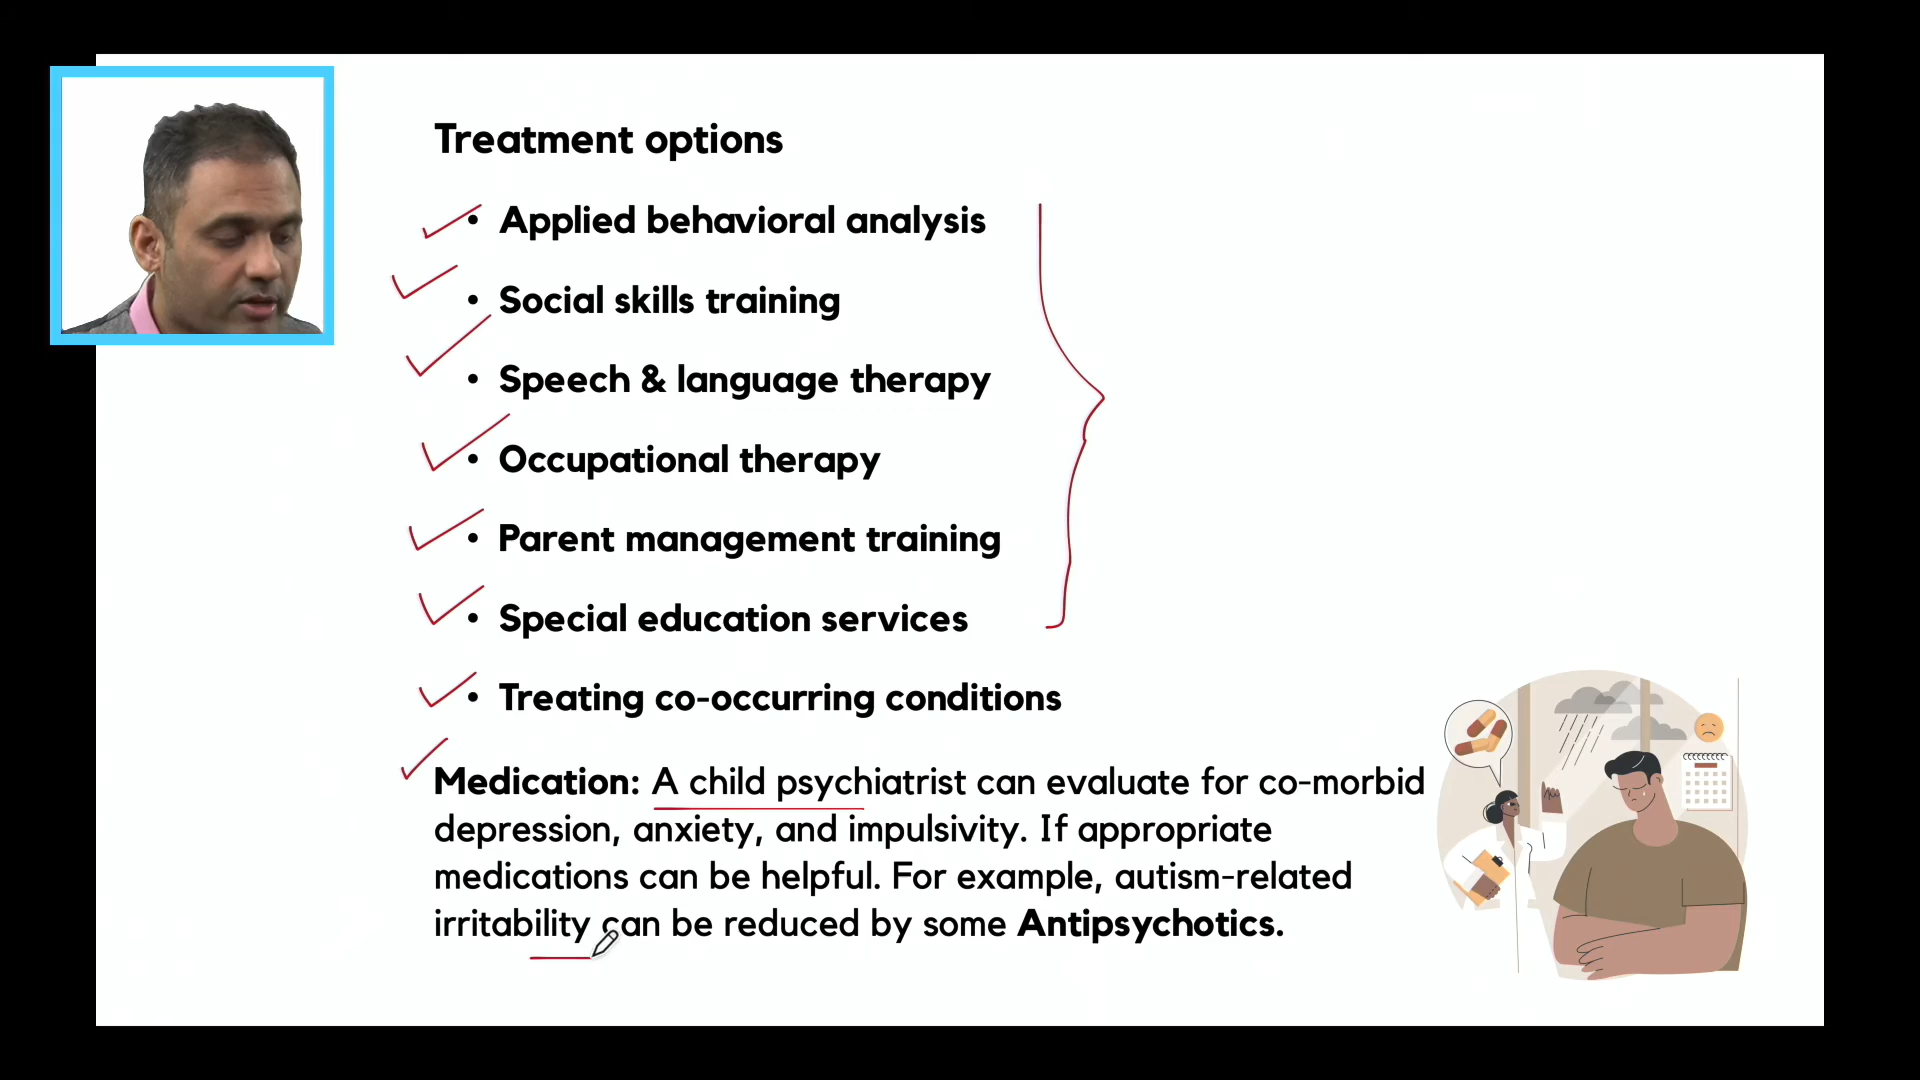 Treatment options
• Applied behavioral analysis
• Social skills training
• Speech & language therapy
• Occupational therapy
• Parent management training
• Special education services
• Treating co-occurring conditions
Medication: A child psychiatrist can evaluate for co-morbid
depression, anxiety, and impulsivity. If appropriate
medications can be helpful. For example, autism-related
irritability can be reduced by some Antipsychotics.